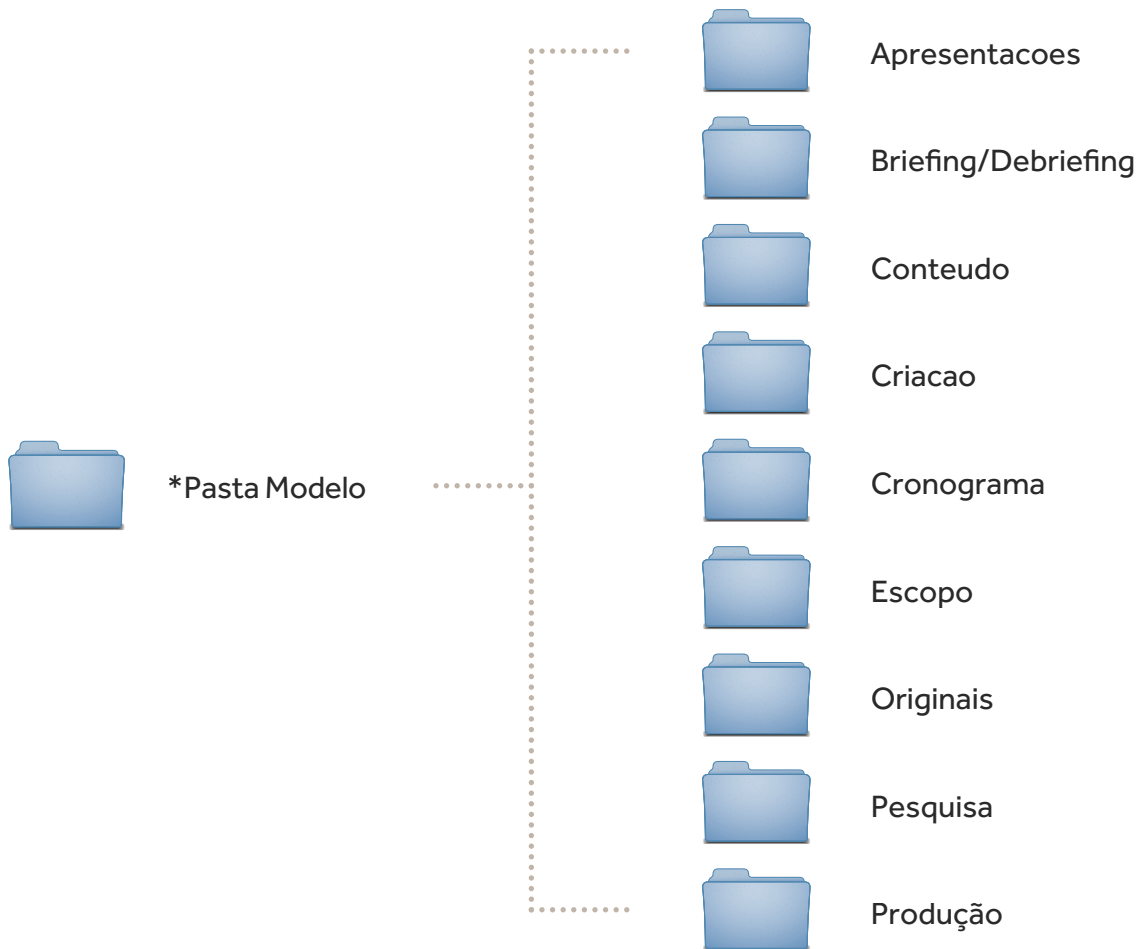 Apresentacoes
Briefing/Debriefing
Conteudo
Criacao
*Pasta Modelo
Cronograma
Escopo
Originais
Pesquisa
Produção